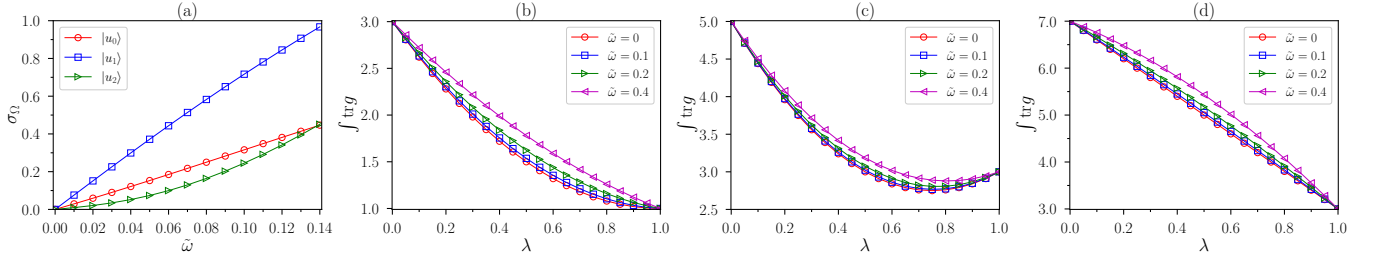 (a)
1.0
0.8
0.6
0.4
0.2
0.0
σ_Ω
|u₀⟩
|u₁⟩
|u₂⟩
0.00 0.02 0.04 0.06 0.08 0.10 0.12 0.14
ω̃
(b)
3.0
2.5
2.0
1.5
1.0
∫ trg
ω̃ = 0
ω̃ = 0.1
ω̃ = 0.2
ω̃ = 0.4
0.0 0.2 0.4 0.6 0.8 1.0
λ
(c)
5.0
4.5
4.0
3.5
3.0
2.5
∫ trg
ω̃ = 0
ω̃ = 0.1
ω̃ = 0.2
ω̃ = 0.4
0.0 0.2 0.4 0.6 0.8 1.0
λ
(d)
7.0
6.0
5.0
4.0
3.0
∫ trg
ω̃ = 0
ω̃ = 0.1
ω̃ = 0.2
ω̃ = 0.4
0.0 0.2 0.4 0.6 0.8 1.0
λ